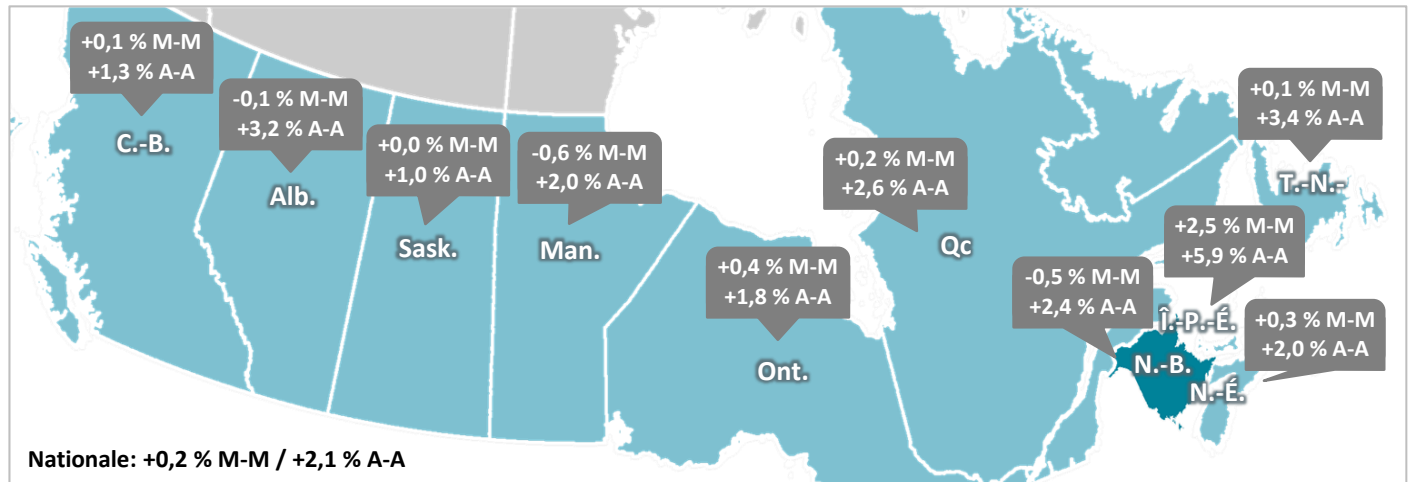 +0,1 % M-M
+1,3 % A-A
C.-B.
-0,1 % M-M
+3,2 % A-A
Alb.
+0,0 % M-M
+1,0 % A-A
Sask.
-0,6 % M-M
+2,0 % A-A
Man.
+0,4 % M-M
+1,8 % A-A
Ont.
+0,2 % M-M
+2,6 % A-A
Qc
+0,1 % M-M
+3,4 % A-A
T.-N.-
+2,5 % M-M
+5,9 % A-A
Î.-P.-É.
-0,5 % M-M
+2,4 % A-A
N.-B.
+0,3 % M-M
+2,0 % A-A
N.-É.
Nationale: +0,2 % M-M / +2,1 % A-A